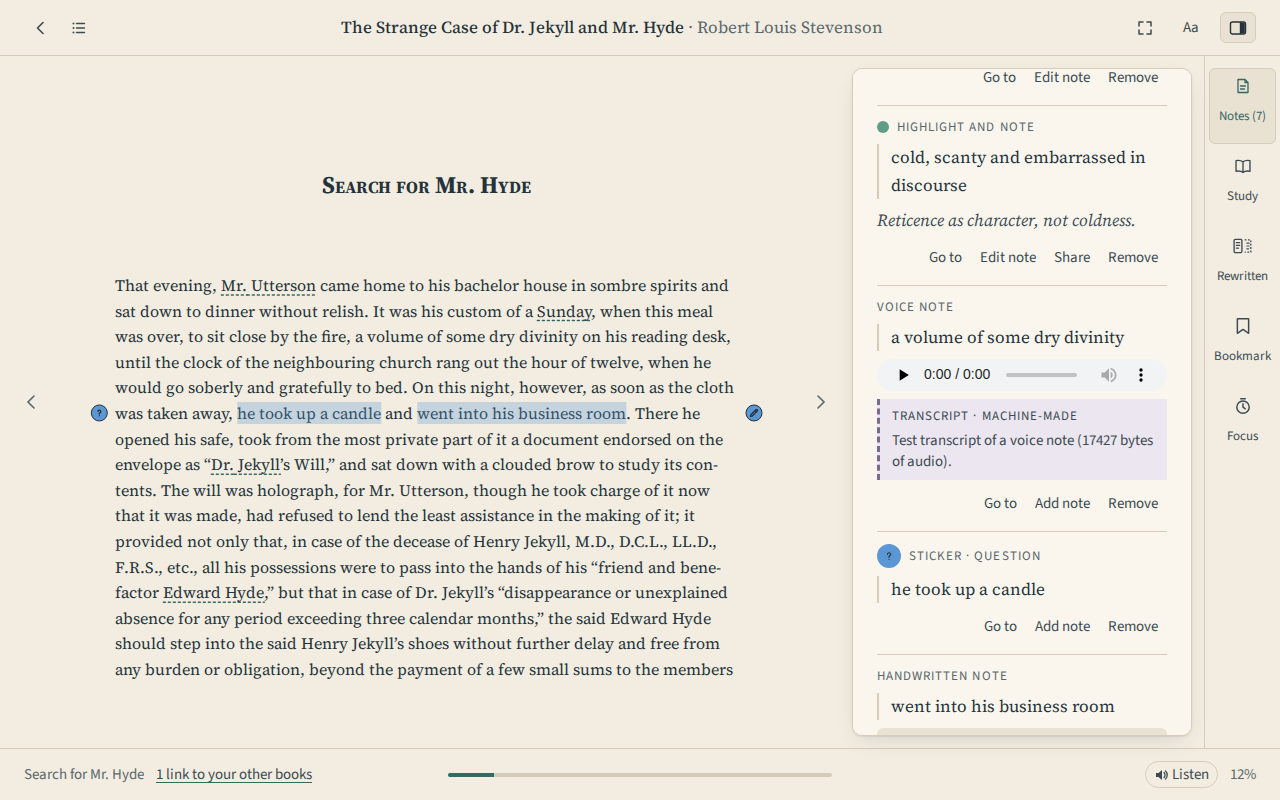 The Strange Case of Dr. Jekyll and Mr. Hyde · Robert Louis Stevenson
Aa
Search for Mr. Hyde
That evening, Mr. Utterson came home to his bachelor house in sombre spirits and
sat down to dinner without relish. It was his custom of a Sunday, when this meal
was over, to sit close by the fire, a volume of some dry divinity on his reading desk,
until the clock of the neighbouring church rang out the hour of twelve, when he
would go soberly and gratefully to bed. On this night, however, as soon as the cloth
? was taken away, he took up a candle and went into his business room. There he
opened his safe, took from the most private part of it a document endorsed on the
envelope as “Dr. Jekyll’s Will,” and sat down with a clouded brow to study its con-
tents. The will was holograph, for Mr. Utterson, though he took charge of it now
that it was made, had refused to lend the least assistance in the making of it; it
provided not only that, in case of the decease of Henry Jekyll, M.D., D.C.L., LL.D.,
F.R.S., etc., all his possessions were to pass into the hands of his “friend and bene-
factor Edward Hyde,” but that in case of Dr. Jekyll’s “disappearance or unexplained
absence for any period exceeding three calendar months,” the said Edward Hyde
should step into the said Henry Jekyll’s shoes without further delay and free from
any burden or obligation, beyond the payment of a few small sums to the members
Go to Edit note Remove
HIGHLIGHT AND NOTE
cold, scanty and embarrassed in
discourse
Reticence as character, not coldness.
Go to Edit note Share Remove
VOICE NOTE
a volume of some dry divinity
0:00 / 0:00
TRANSCRIPT · MACHINE-MADE
Test transcript of a voice note (17427 bytes
of audio).
Go to Add note Remove
? STICKER · QUESTION
he took up a candle
Go to Add note Remove
HANDWRITTEN NOTE
went into his business room
Notes (7)
Study
Rewritten
Bookmark
Focus
Search for Mr. Hyde 1 link to your other books
Listen 12%